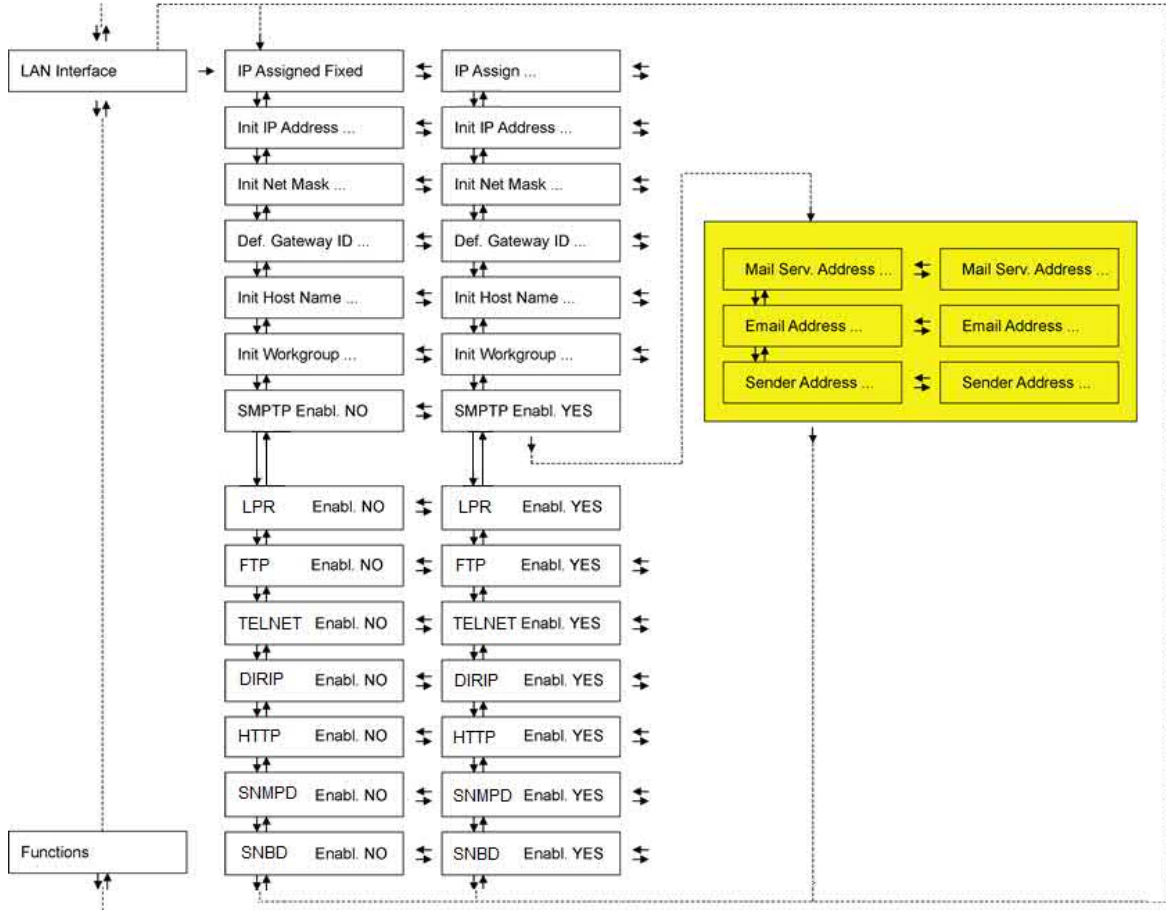 LAN Interface
IP Assigned Fixed
IP Assign ...
Init IP Address ...
Init IP Address ...
Init Net Mask ...
Init Net Mask ...
Def. Gateway ID ...
Def. Gateway ID ...
Init Host Name ...
Init Host Name ...
Init Workgroup ...
Init Workgroup ...
SMPTP Enabl. NO
SMPTP Enabl. YES
Mail Serv. Address ...
Mail Serv. Address ...
Email Address ...
Email Address ...
Sender Address ...
Sender Address ...
LPR Enabl. NO
LPR Enabl. YES
FTP Enabl. NO
FTP Enabl. YES
TELNET Enabl. NO
TELNET Enabl. YES
DIRIP Enabl. NO
DIRIP Enabl. YES
HTTP Enabl. NO
HTTP Enabl. YES
SNMPD Enabl. NO
SNMPD Enabl. YES
Functions
SNBD Enabl. NO
SNBD Enabl. YES